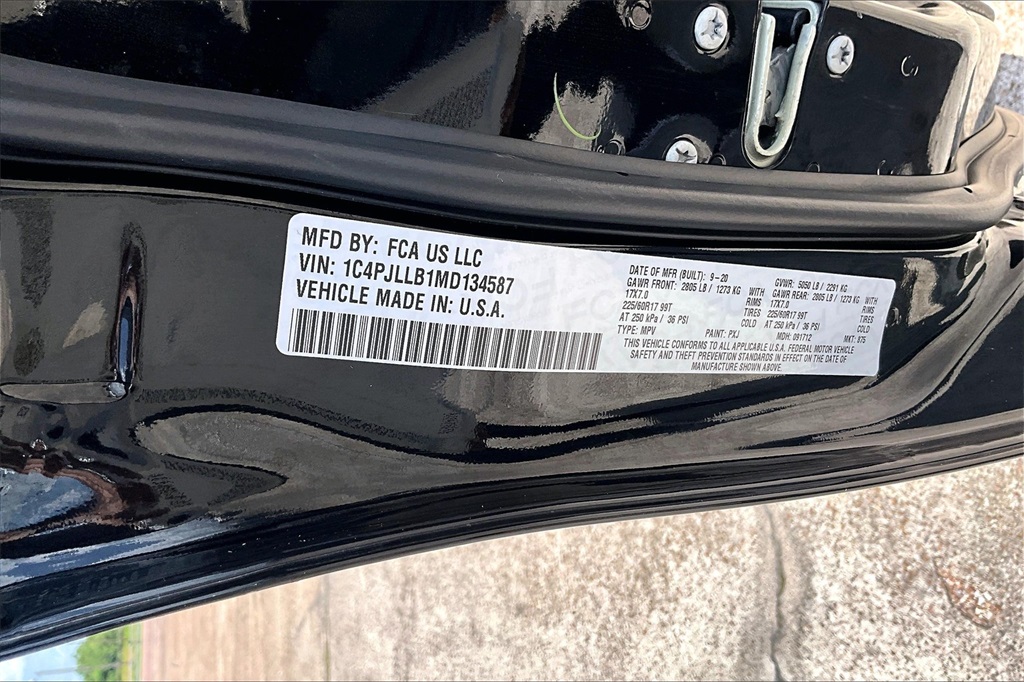 MFD BY: FCA US LLC
VIN: 1C4PJLLB1MD134587
VEHICLE MADE IN: U.S.A.
DATE OF MFR (BUILT): 9-20 GVWR: 5050 LB / 2291 KG
GAWR FRONT: 2805 LB / 1273 KG WITH GAWR REAR: 2805 LB / 1273 KG WITH
17X7.0 RIMS 17X7.0 RIMS
225/60R17 99T TIRES 225/60R17 99T TIRES
AT 250 kPa / 36 PSI COLD AT 250 kPa / 36 PSI COLD
TYPE: MPV PAINT: PXJ MDH: 091712 MKT: 875
THIS VEHICLE CONFORMS TO ALL APPLICABLE U.S.A. FEDERAL MOTOR VEHICLE
SAFETY AND THEFT PREVENTION STANDARDS IN EFFECT ON THE DATE OF
MANUFACTURE SHOWN ABOVE.